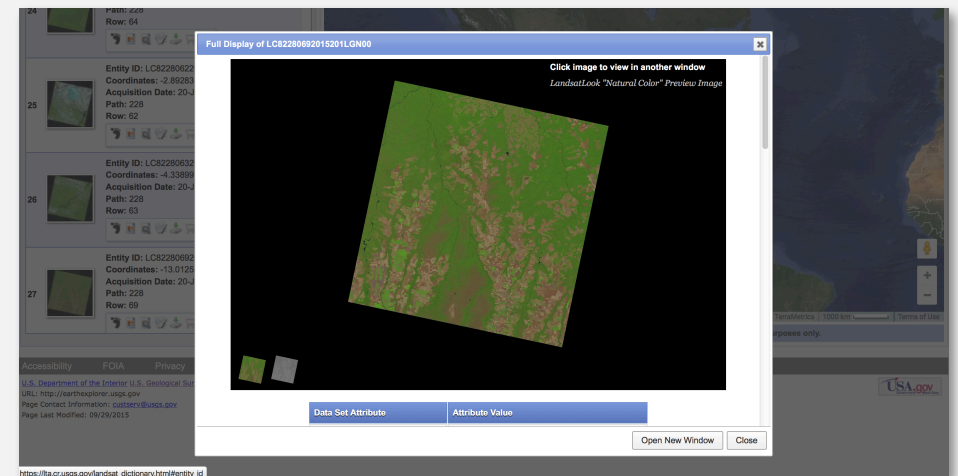 24
Path: 228
Row: 64
Full Display of LC82280692015201LGN00
Click image to view in another window
LandsatLook "Natural Color" Preview Image
25
Entity ID: LC82280622
Coordinates: -2.89283
Acquisition Date: 20-J
Path: 228
Row: 62
26
Entity ID: LC82280632
Coordinates: -4.33899
Acquisition Date: 20-J
Path: 228
Row: 63
27
Entity ID: LC82280692
Coordinates: -13.0125
Acquisition Date: 20-J
Path: 228
Row: 69
TerraMetrics 1000 km Terms of Use
rposes only.
Accessibility FOIA Privacy
U.S. Department of the Interior U.S. Geological Sur
URL: http://earthexplorer.usgs.gov
Page Contact Information: custserv@usgs.gov
Page Last Modified: 09/29/2015
USA.gov
Data Set Attribute Attribute Value
Open New Window Close
https://lta.cr.usgs.gov/landsat_dictionary.html#entity_id